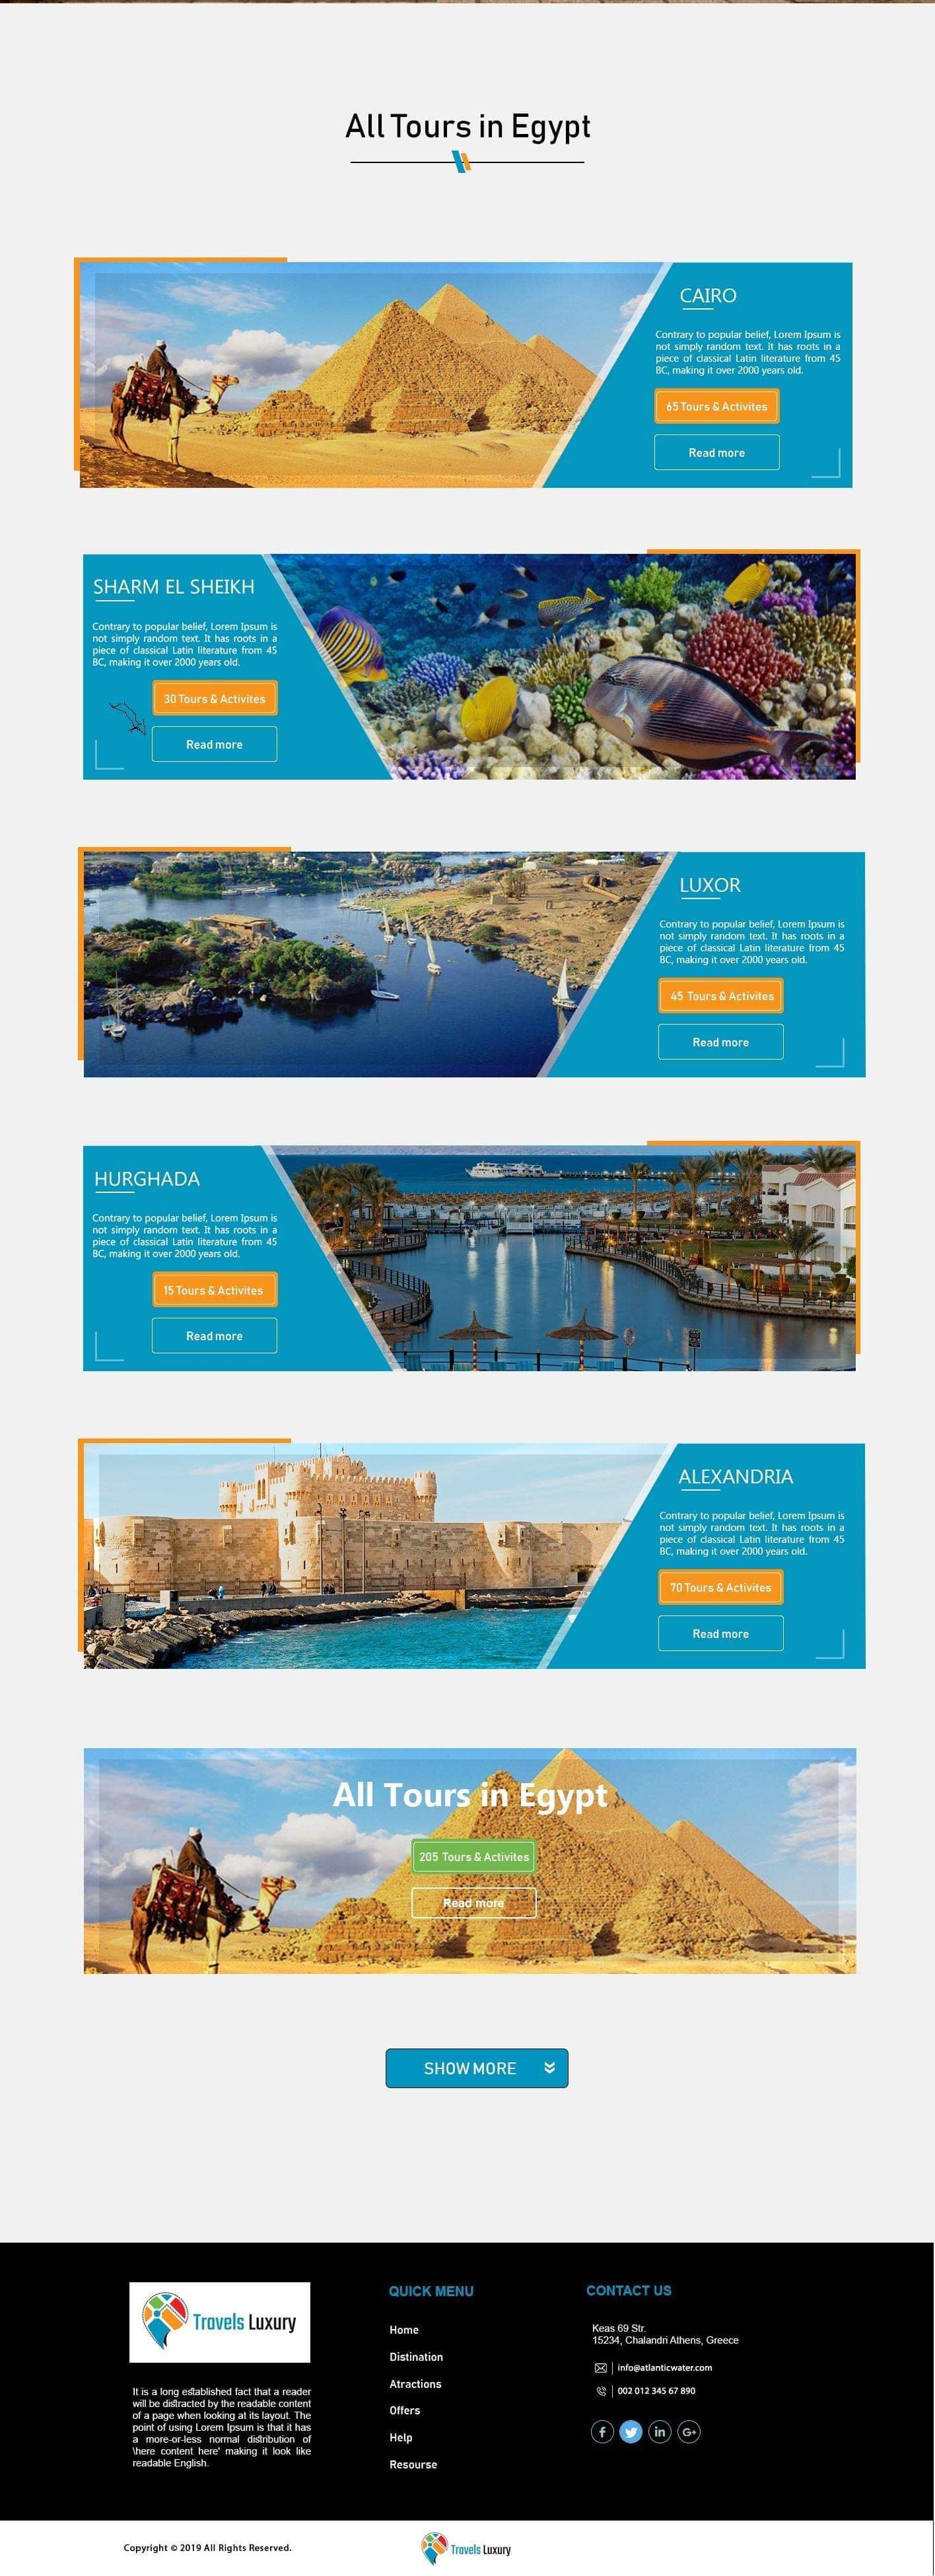 All Tours in Egypt
CAIRO
Contrary to popular belief, Lorem Ipsum is
not simply random text. It has roots in a
piece of classical Latin literature from 45
BC, making it over 2000 years old.
65 Tours & Activites
Read more
SHARM EL SHEIKH
Contrary to popular belief, Lorem Ipsum is
not simply random text. It has roots in a
piece of classical Latin literature from 45
BC, making it over 2000 years old.
30 Tours & Activites
Read more
LUXOR
Contrary to popular belief, Lorem Ipsum is
not simply random text. It has roots in a
piece of classical Latin literature from 45
BC, making it over 2000 years old.
45 Tours & Activites
Read more
HURGHADA
Contrary to popular belief, Lorem Ipsum is
not simply random text. It has roots in a
piece of classical Latin literature from 45
BC, making it over 2000 years old.
15 Tours & Activites
Read more
ALEXANDRIA
Contrary to popular belief, Lorem Ipsum is
not simply random text. It has roots in a
piece of classical Latin literature from 45
BC, making it over 2000 years old.
70 Tours & Activites
Read more
All Tours in Egypt
205 Tours & Activites
Read more
SHOW MORE
Travels Luxury
It is a long established fact that a reader
will be distracted by the readable content
of a page when looking at its layout. The
point of using Lorem Ipsum is that it has
a more-or-less normal distribution of
\here content here' making it look like
readable English.
QUICK MENU
Home
Distination
Atractions
Offers
Help
Resourse
CONTACT US
Keas 69 Str.
15234, Chalandri Athens, Greece
info@atlanticwater.com
002 012 345 67 890
f in G+
Copyright © 2019 All Rights Reserved.
Travels Luxury